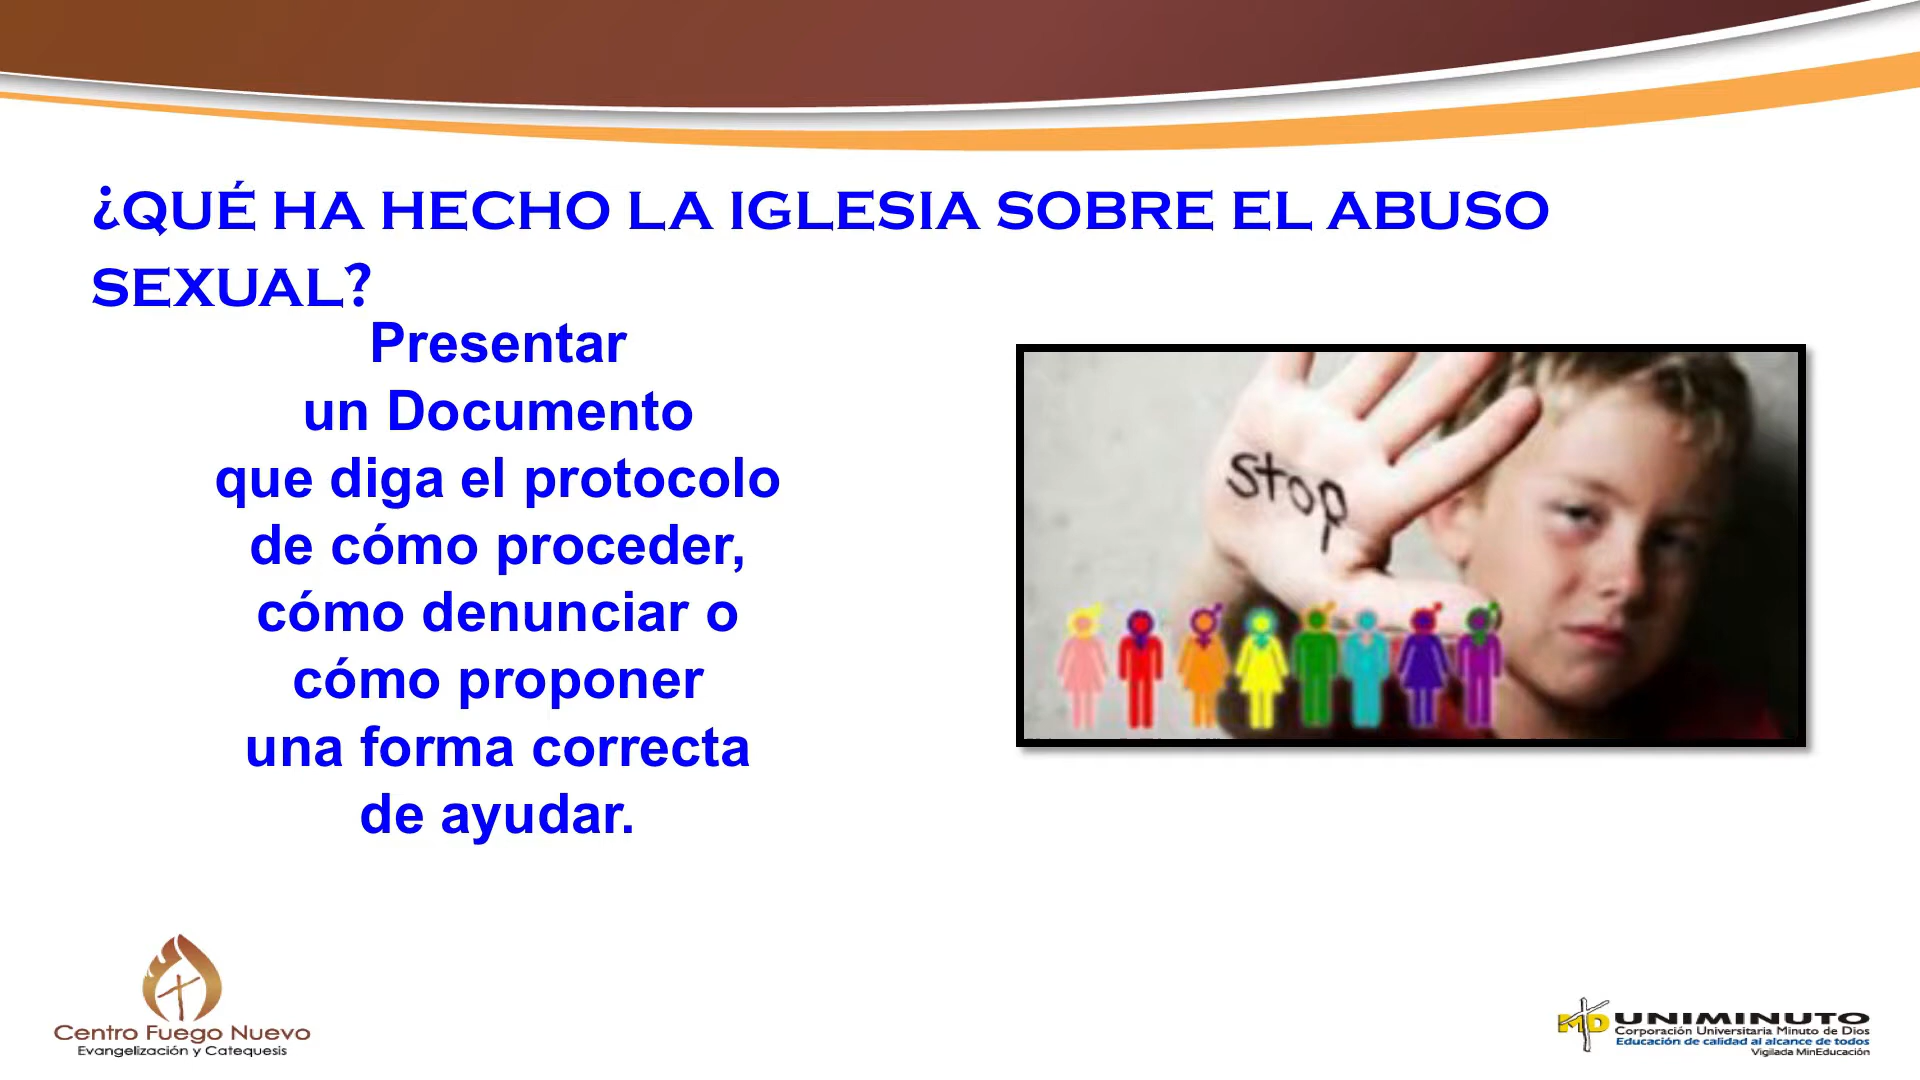 ¿QUÉ HA HECHO LA IGLESIA SOBRE EL ABUSO
SEXUAL?
Presentar
un Documento
que diga el protocolo
de cómo proceder,
cómo denunciar o
cómo proponer
una forma correcta
de ayudar.
stop
Centro Fuego Nuevo
Evangelización y Catequesis
MD UNIMINUTO
Corporación Universitaria Minuto de Dios
Educación de calidad al alcance de todos
Vigilada MinEducación